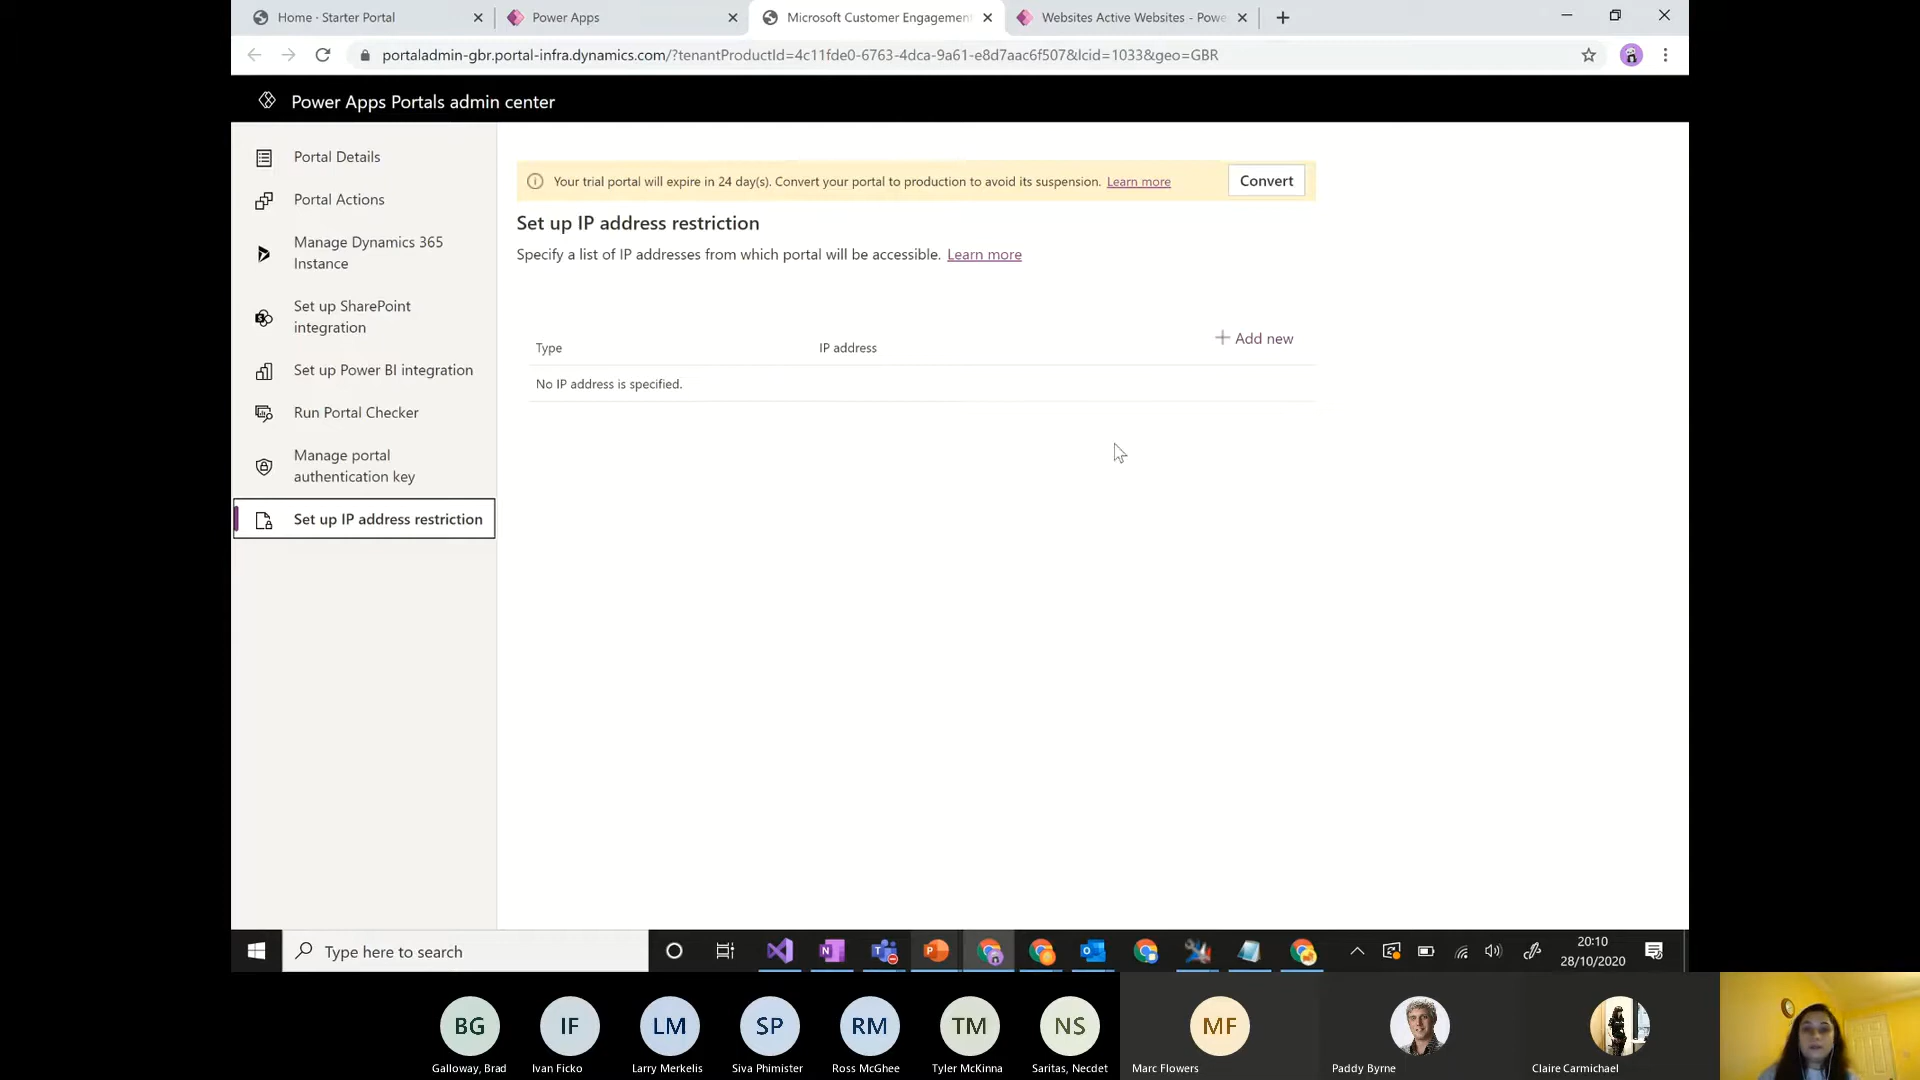 Home · Starter Portal
Power Apps
Microsoft Customer Engagement
Websites Active Websites - Powe
portaladmin-gbr.portal-infra.dynamics.com/?tenantProductId=4c11fde0-6763-4dca-9a61-e8d7aac6f507&lcid=1033&geo=GBR
Power Apps Portals admin center
Portal Details
Portal Actions
Manage Dynamics 365
Instance
Set up SharePoint
integration
Set up Power BI integration
Run Portal Checker
Manage portal
authentication key
Set up IP address restriction
Your trial portal will expire in 24 day(s). Convert your portal to production to avoid its suspension. Learn more
Convert
Set up IP address restriction
Specify a list of IP addresses from which portal will be accessible. Learn more
Add new
Type IP address
No IP address is specified.
Type here to search
20:10
28/10/2020
BG IF LM SP RM TM NS MF
Galloway, Brad Ivan Ficko Larry Merkelis Siva Phimister Ross McGhee Tyler McKinna Saritas, Necdet Marc Flowers Paddy Byrne Claire Carmichael